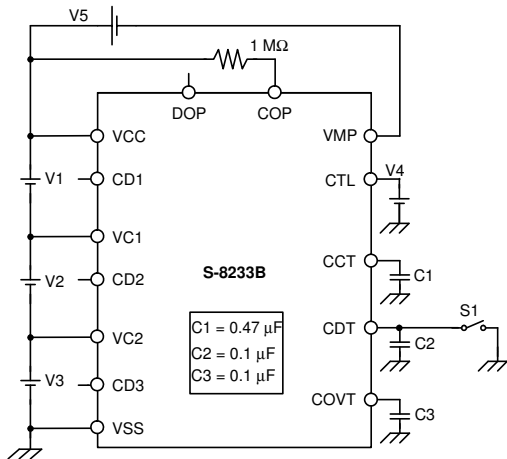 V5
1 MΩ
DOP
COP
VCC
VMP
V1
CD1
CTL
V4
VC1
S-8233B
CCT
C1
V2
CD2
C1 = 0.47 µF
C2 = 0.1 µF
C3 = 0.1 µF
CDT
S1
C2
VC2
V3
CD3
COVT
C3
VSS